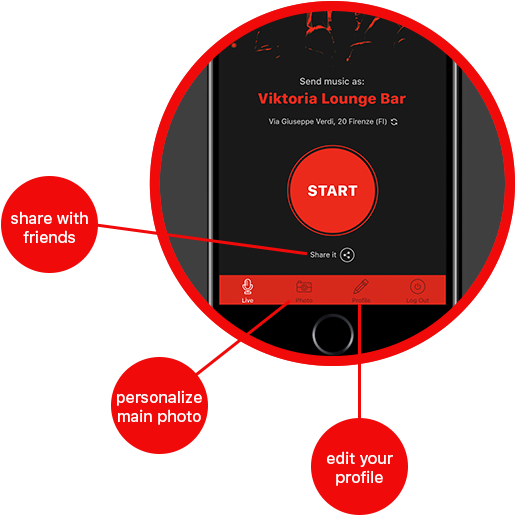 Send music as:
Viktoria Lounge Bar
Via Giuseppe Verdi, 20 Firenze (FI)
START
share with
friends
Share it
Live
Photo
Profile
Log Out
personalize
main photo
edit your
profile